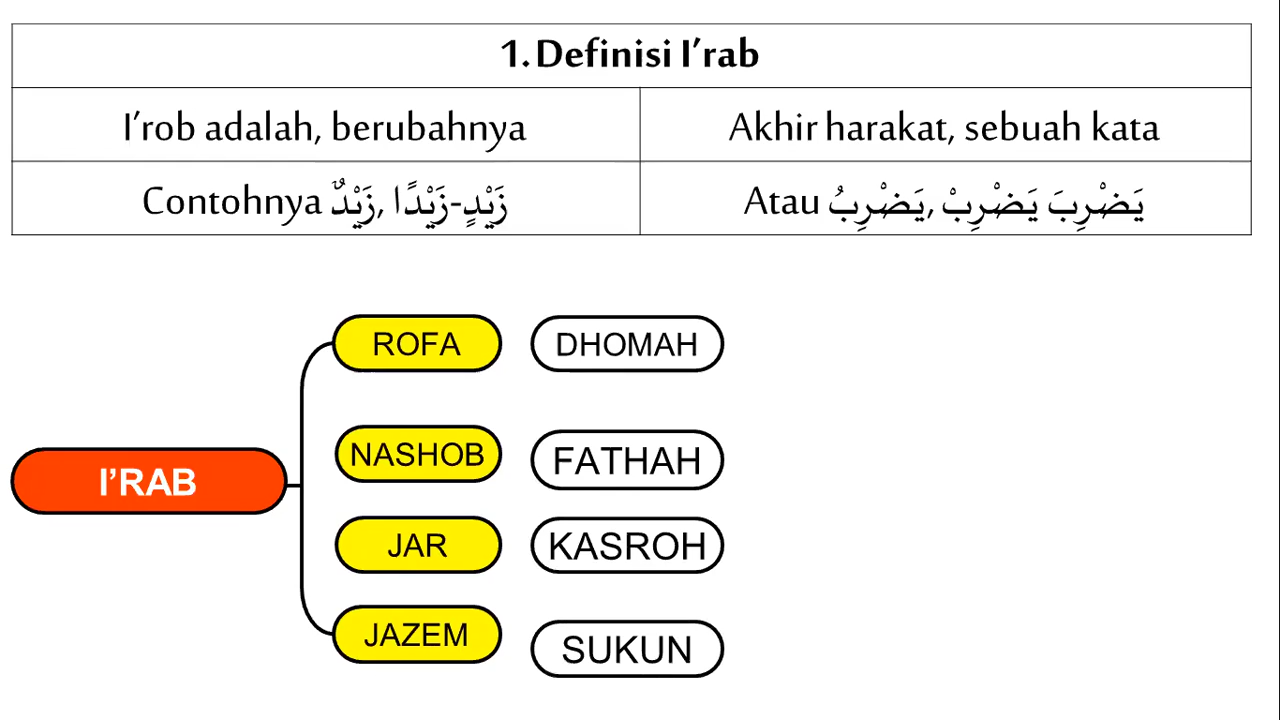 1. Definisi I’rab
I’rob adalah, berubahnya
Akhir harakat, sebuah kata
Contohnya زَيْدٌ, زَيْدًا-زَيْدٍ
Atau يَضْرِبُ, يَضْرِبْ يَضْرِبَ
ROFA DHOMAH
NASHOB FATHAH
I’RAB
JAR KASROH
JAZEM SUKUN